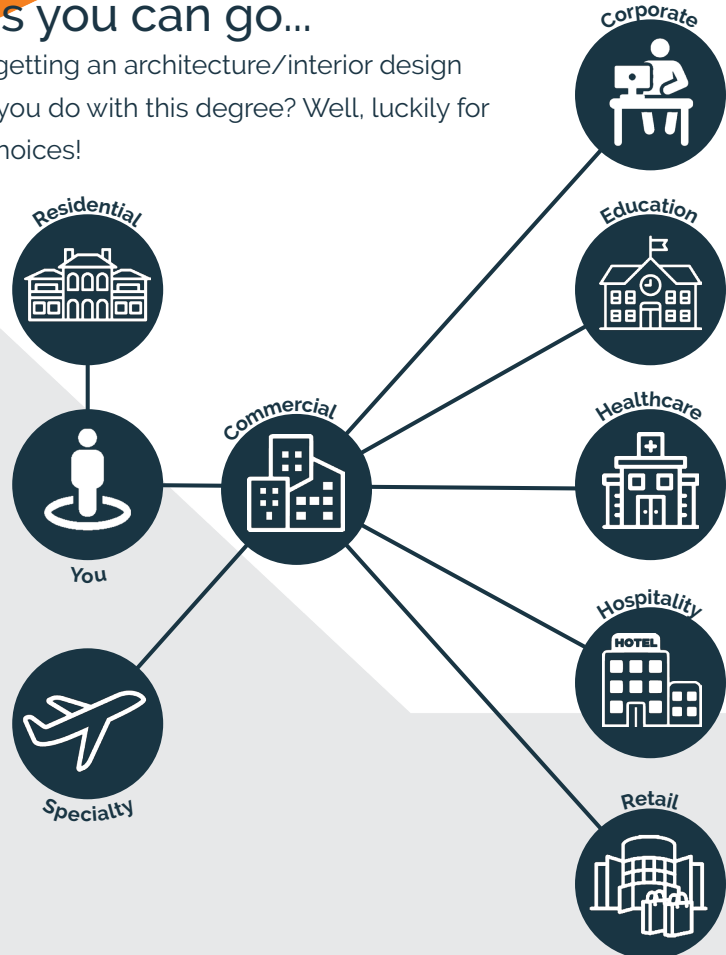 s you can go...
getting an architecture/interior design
you do with this degree? Well, luckily for
hoices!
Corporate
Residential
Education
Commercial
Healthcare
You
Hospitality
HOTEL
Specialty
Retail